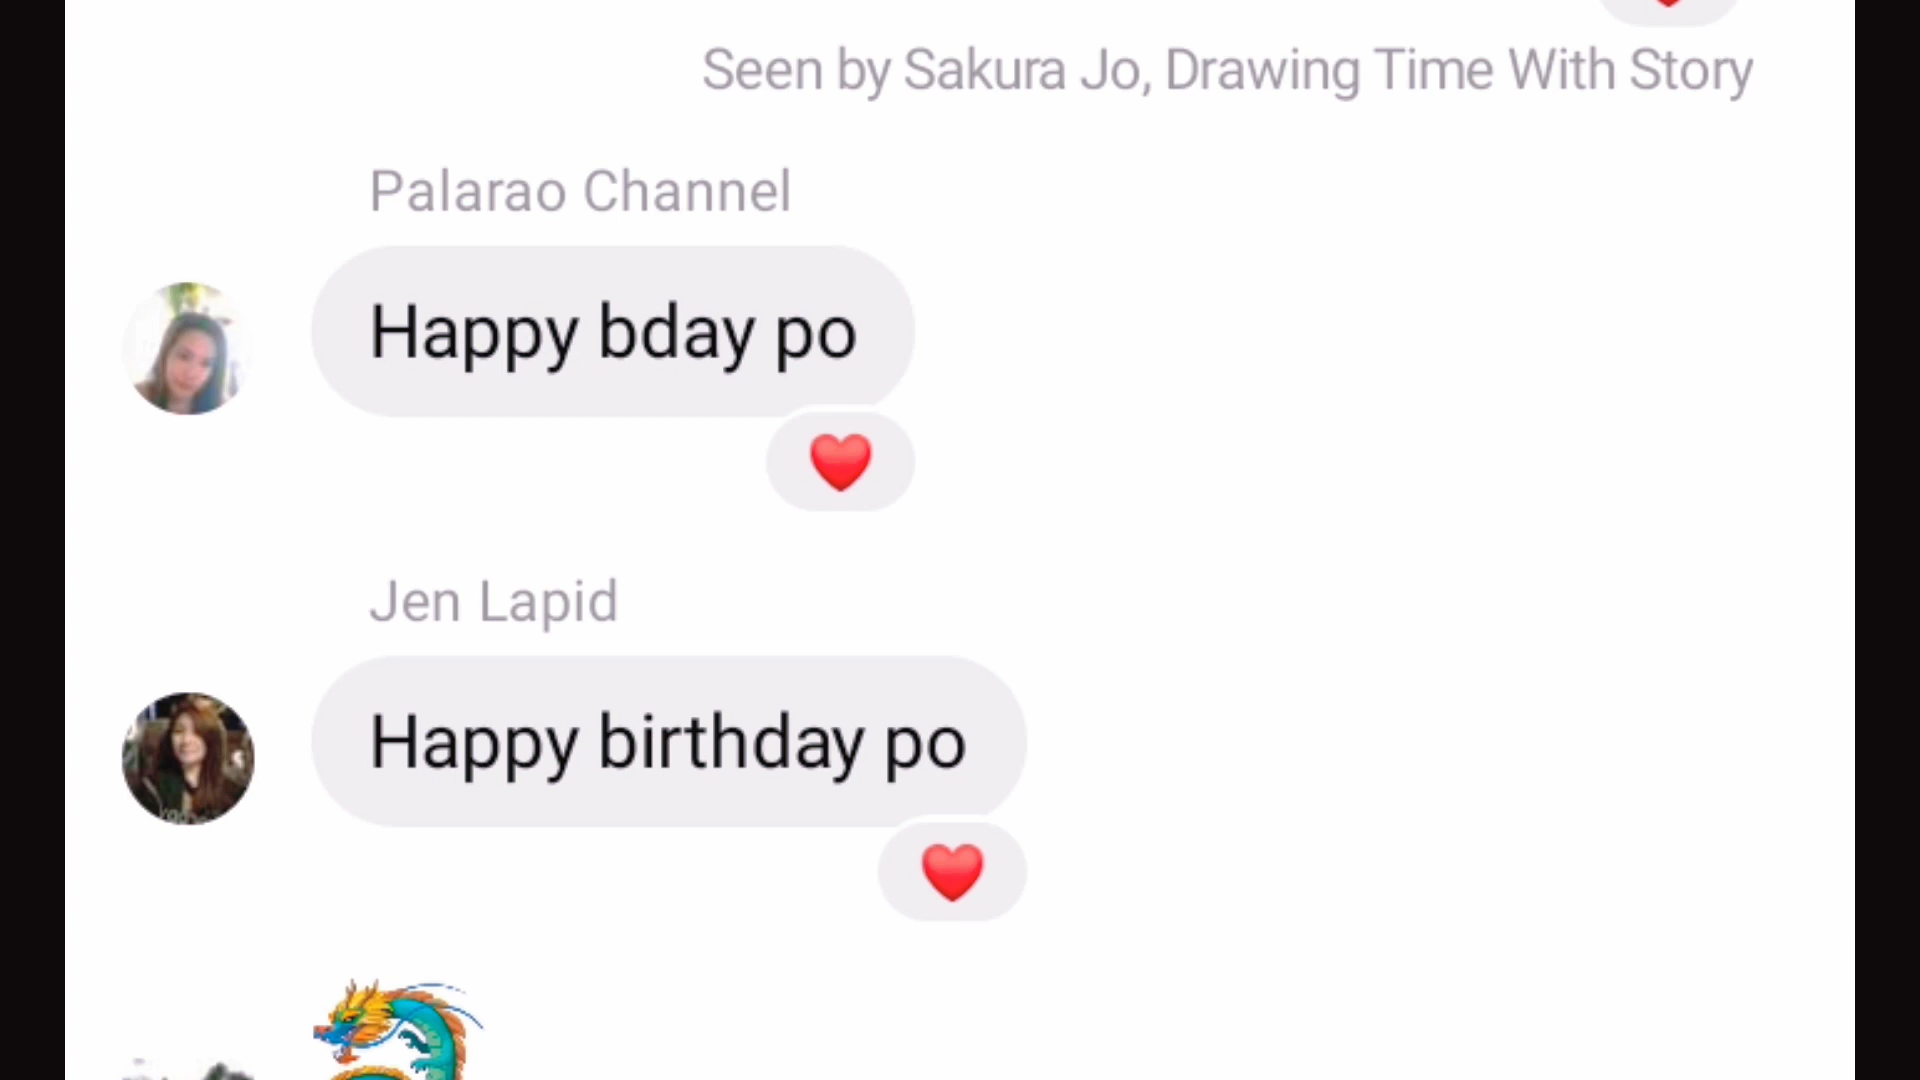 Seen by Sakura Jo, Drawing Time With Story
Palarao Channel
Happy bday po
Jen Lapid
Happy birthday po